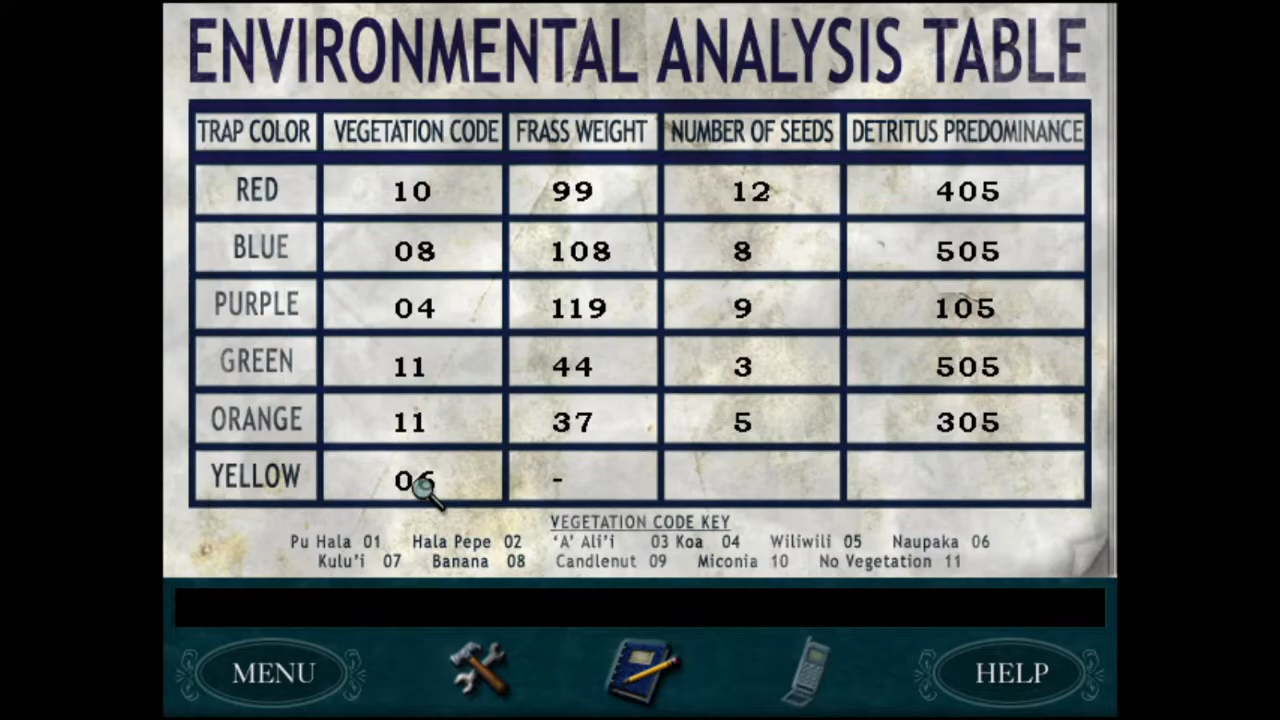 ENVIRONMENTAL ANALYSIS TABLE
TRAP COLOR VEGETATION CODE FRASS WEIGHT NUMBER OF SEEDS DETRITUS PREDOMINANCE
RED 10 99 12 405
BLUE 08 108 8 505
PURPLE 04 119 9 105
GREEN 11 44 3 505
ORANGE 11 37 5 305
YELLOW 06 -
VEGETATION CODE KEY
Pu Hala 01 Hala Pepe 02 'A' Ali'i 03 Koa 04 Wiliwili 05 Naupaka 06
Kulu'i 07 Banana 08 Candlenut 09 Miconia 10 No Vegetation 11
MENU HELP